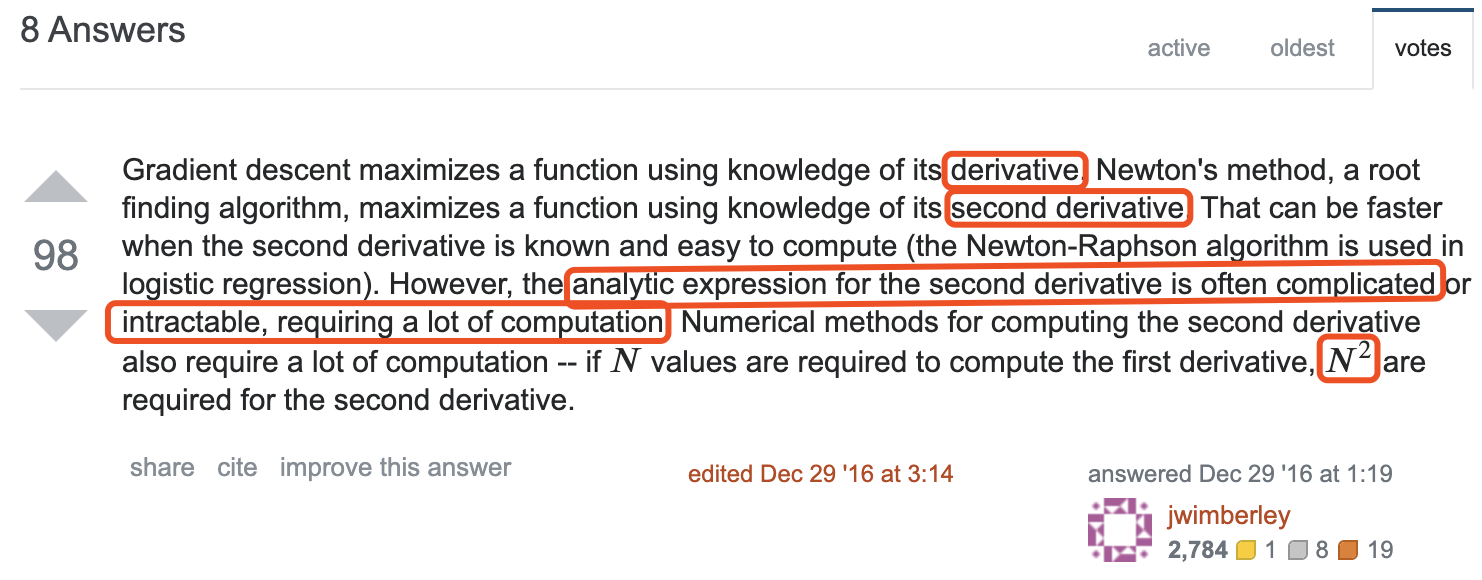 8 Answers
active oldest votes
Gradient descent maximizes a function using knowledge of its derivative. Newton's method, a root
finding algorithm, maximizes a function using knowledge of its second derivative. That can be faster
when the second derivative is known and easy to compute (the Newton-Raphson algorithm is used in
logistic regression). However, the analytic expression for the second derivative is often complicated or
intractable, requiring a lot of computation. Numerical methods for computing the second derivative
also require a lot of computation -- if N values are required to compute the first derivative, N² are
required for the second derivative.
98
share cite improve this answer
edited Dec 29 '16 at 3:14
answered Dec 29 '16 at 1:19
jwimberley
2,784 1 8 19